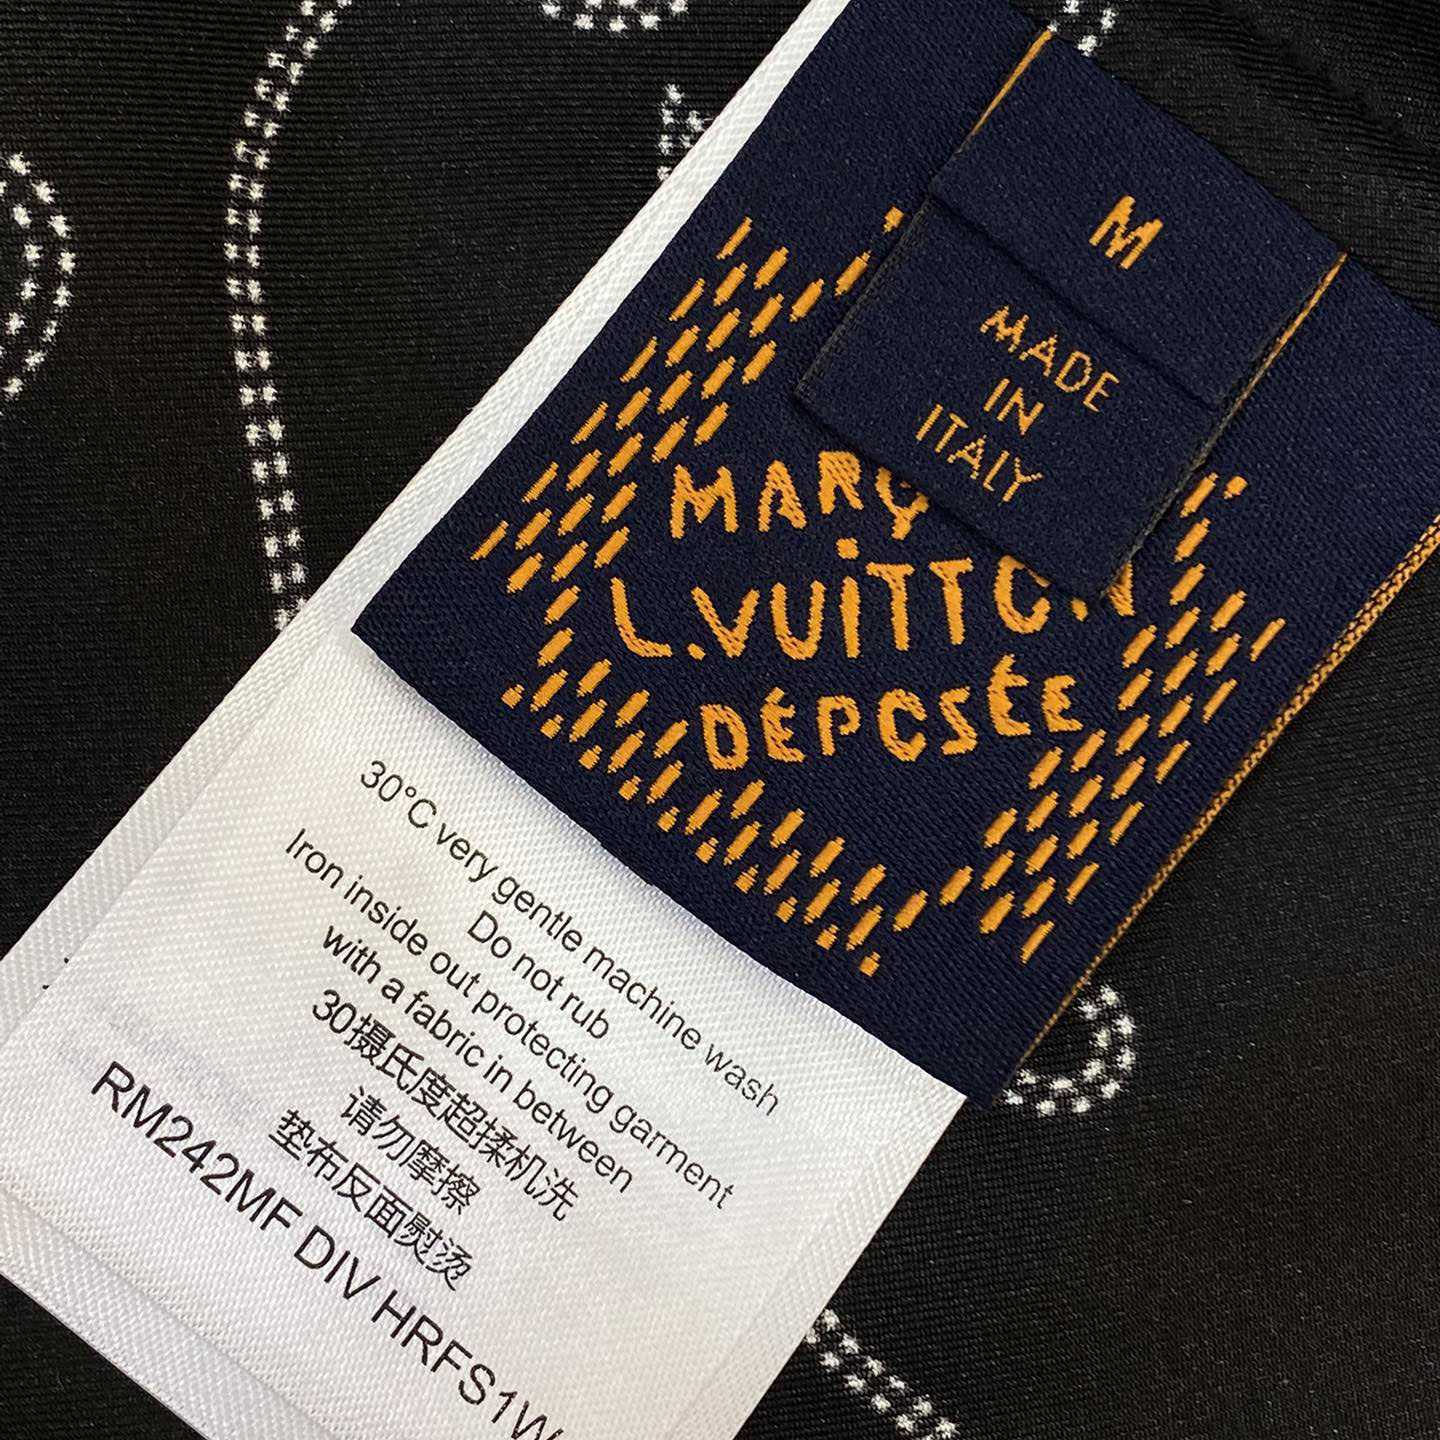 M
MADE
IN
ITALY
MARQ
L.VUITTON
DÉPOSÉE
30°C very gentle machine wash
Do not rub
Iron inside out protecting garment
with a fabric in between
30摄氏度超揉机洗
请勿摩擦
垫布反面熨烫
RM242MF DIV HRFS1W